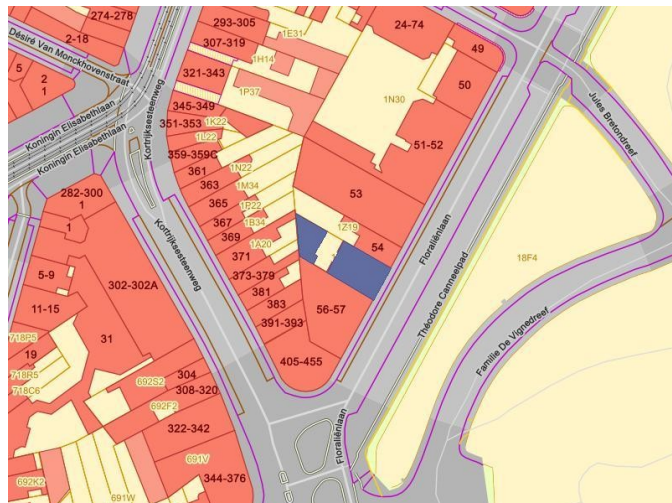 274-278
293-305
24-74
1E31
Désiré Van Monckhovenstraat
2-18
307-319
49
1H14
5
2
1
321-343
50
1P37
1N30
Jules Bretondreef
Koningin Elisabethlaan
Koningin Elisabethlaan
Kortrijksesteenweg
345-349
351-353
1K22
1L22
51-52
359-359C
361
1N22
363
1M34
53
282-300
1
365
1P22
367
1B34
1
369
1A20
1Z19
54
Floraliënlaan
371
Kortrijksesteenweg
18F4
5-9
302-302A
373-379
381
Théodore Canneelpad
11-15
383
56-57
391-393
718P5
31
Familie De Vignedreef
19
718R5
405-455
718C6
304
692S2
308-320
692F2
322-342
Floraliënlaan
691V
344-376
692K2
691W